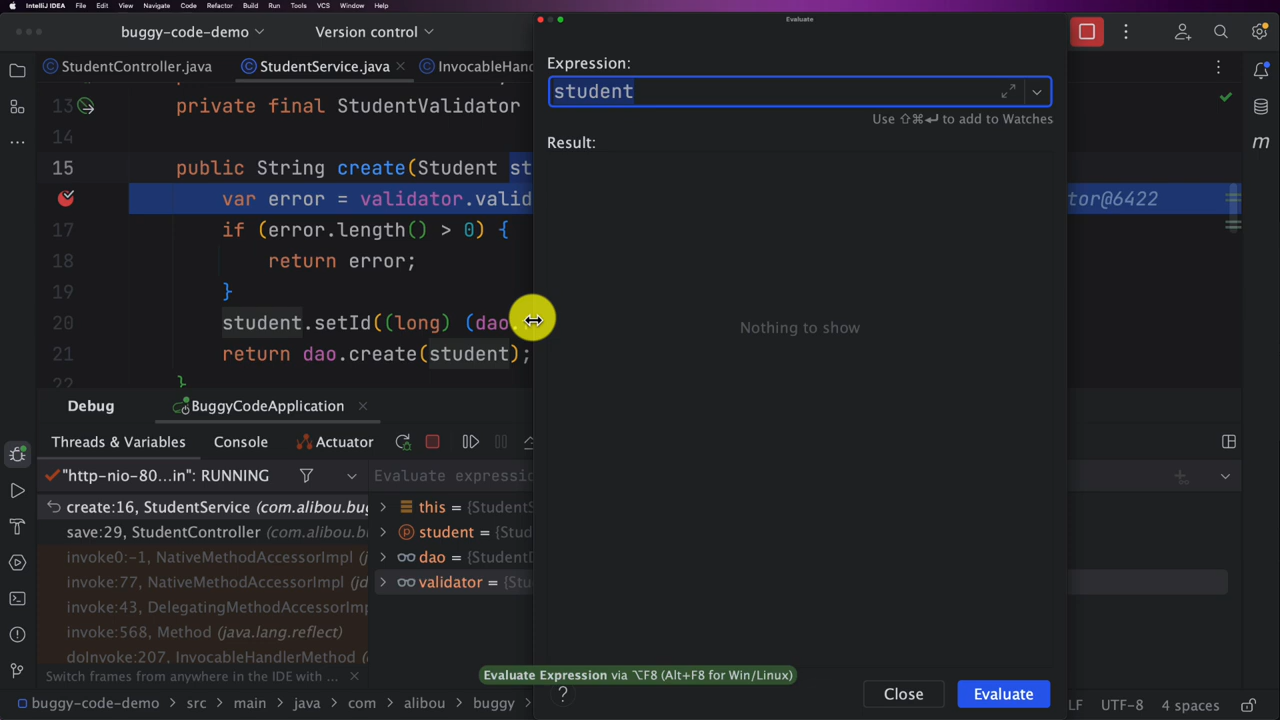 IntelliJ IDEA File Edit View Navigate Code Refactor Build Run Tools VCS Window Help
Evaluate
buggy-code-demo Version control
StudentController.java StudentService.java InvocableHand
Expression:
student
Use ⇧⌘↩ to add to Watches
Result:
Nothing to show
13 private final StudentValidator
14
15 public String create(Student st
var error = validator.valid tor@6422
17 if (error.length() > 0) {
18 return error;
19 }
20 student.setId((long) (dao.
21 return dao.create(student);
22 }
Debug BuggyCodeApplication
Threads & Variables Console Actuator
"http-nio-80...in": RUNNING Evaluate expressio
create:16, StudentService (com.alibou.bug this = {StudentS
save:29, StudentController (com.alibou.bu student = {Stud
invoke0:-1, NativeMethodAccessorImpl (j dao = {StudentD
invoke:77, NativeMethodAccessorImpl (jd validator = {Stu
invoke:43, DelegatingMethodAccessorImp
invoke:568, Method (java.lang.reflect)
doInvoke:207, InvocableHandlerMethod (
Switch frames from anywhere in the IDE with ...
Evaluate Expression via ⌥F8 (Alt+F8 for Win/Linux)
? Close Evaluate
buggy-code-demo src main java com alibou buggy LF UTF-8 4 spaces